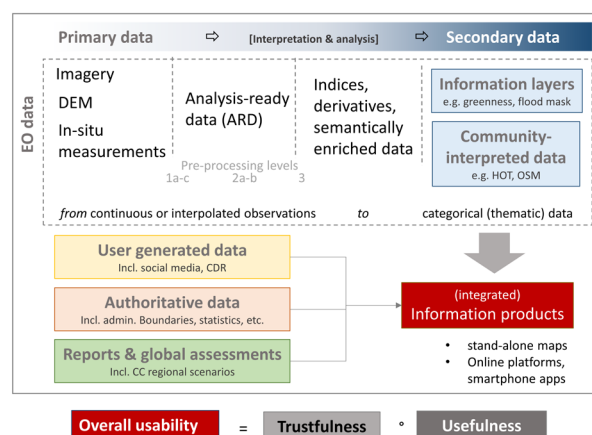 Primary data ⇨ [Interpretation & analysis] ⇨ Secondary data
EO data
Imagery
DEM
In-situ
measurements
Analysis-ready
data (ARD)
Indices,
derivatives,
semantically
enriched data
Information layers
e.g. greenness, flood mask
Community-
interpreted data
e.g. HOT, OSM
Pre-processing levels
1a-c 2a-b 3
from continuous or interpolated observations to categorical (thematic) data
User generated data
Incl. social media, CDR
Authoritative data
Incl. admin. Boundaries, statistics, etc.
Reports & global assessments
Incl. CC regional scenarios
(integrated)
Information products
• stand-alone maps
• Online platforms,
smartphone apps
Overall usability = Trustfulness ° Usefulness